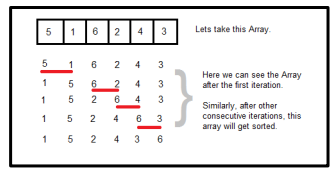 5 1 6 2 4 3
Lets take this Array.
5 1 6 2 4 3
1 5 6 2 4 3
1 5 2 6 4 3
1 5 2 4 6 3
1 5 2 4 3 6
Here we can see the Array
after the first iteration.
Similarly, after other
consecutive iterations, this
array will get sorted.